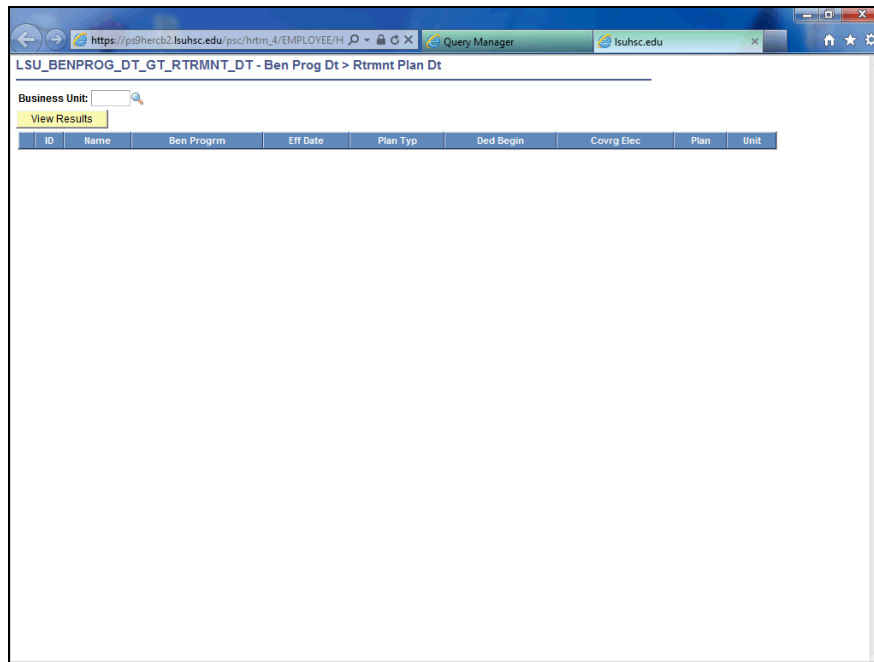 https://ps9hercb2.lsuhsc.edu/psc/hrtrn_4/EMPLOYEE/H
Query Manager
lsuhsc.edu
LSU_BENPROG_DT_GT_RTRMNT_DT - Ben Prog Dt > Rtrmnt Plan Dt
Business Unit:
View Results
ID Name Ben Progrm Eff Date Plan Typ Ded Begin Covrg Elec Plan Unit